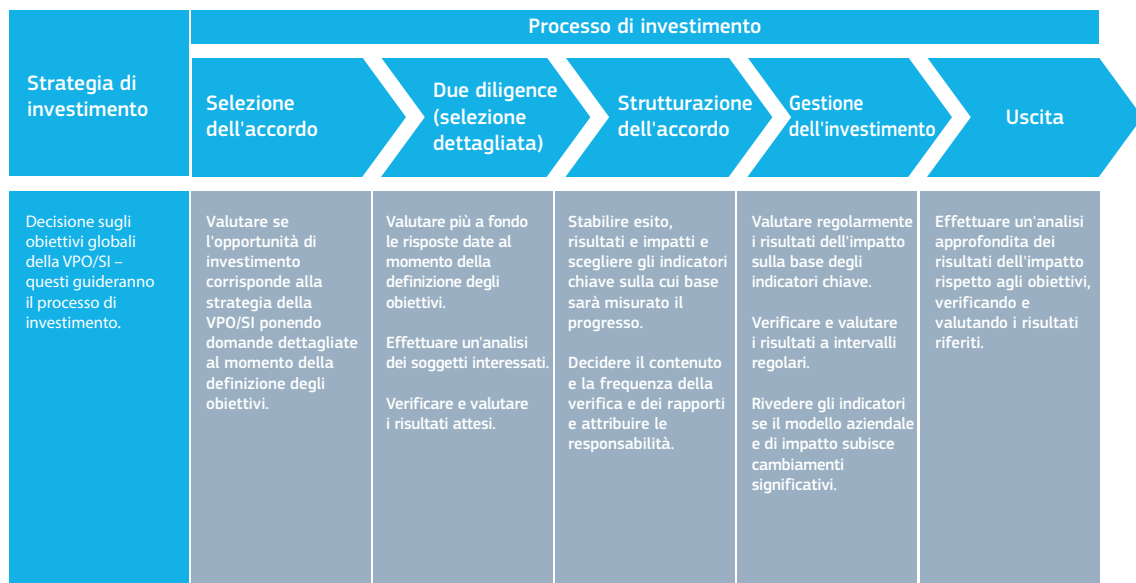 Processo di investimento
Strategia di
investimento
Selezione
dell'accordo
Due diligence
(selezione
dettagliata)
Strutturazione
dell'accordo
Gestione
dell'investimento
Uscita
Decisione sugli
obiettivi globali
della VPO/SI –
questi guideranno
il processo di
investimento.
Valutare se
l'opportunità di
investimento
corrisponde alla
strategia della
VPO/SI ponendo
domande dettagliate
al momento della
definizione degli
obiettivi.
Valutare più a fondo
le risposte date al
momento della
definizione degli
obiettivi.
Effettuare un'analisi
dei soggetti interessati.
Verificare e valutare
i risultati attesi.
Stabilire esito,
risultati e impatti e
scegliere gli indicatori
chiave sulla cui base
sarà misurato il
progresso.
Decidere il contenuto
e la frequenza della
verifica e dei rapporti
e attribuire le
responsabilità.
Valutare regolarmente
i risultati dell'impatto
sulla base degli
indicatori chiave.
Verificare e valutare
i risultati a intervalli
regolari.
Rivedere gli indicatori
se il modello aziendale
e di impatto subisce
cambiamenti
significativi.
Effettuare un'analisi
approfondita dei
risultati dell'impatto
rispetto agli obiettivi,
verificando e
valutando i risultati
riferiti.